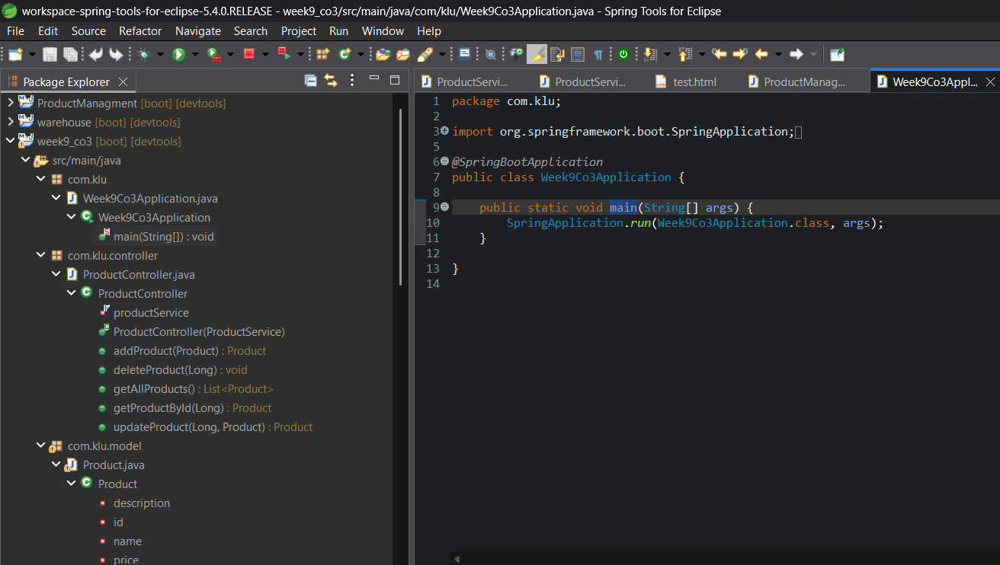 workspace-spring-tools-for-eclipse-5.4.0.RELEASE - week9_co3/src/main/java/com/klu/Week9Co3Application.java - Spring Tools for Eclipse
File Edit Source Refactor Navigate Search Project Run Window Help
Package Explorer
ProductManagment [boot] [devtools]
warehouse [boot] [devtools]
week9_co3 [boot] [devtools]
src/main/java
com.klu
Week9Co3Application.java
Week9Co3Application
main(String[]) : void
com.klu.controller
ProductController.java
ProductController
productService
ProductController(ProductService)
addProduct(Product) : Product
deleteProduct(Long) : void
getAllProducts() : List<Product>
getProductById(Long) : Product
updateProduct(Long, Product) : Product
com.klu.model
Product.java
Product
description
id
name
price
ProductServi... ProductServi... test.html ProductManag... Week9Co3Appl...
1 package com.klu;
2
3 import org.springframework.boot.SpringApplication;
5
6 @SpringBootApplication
7 public class Week9Co3Application {
8
9 public static void main(String[] args) {
10 SpringApplication.run(Week9Co3Application.class, args);
11 }
12
13 }
14